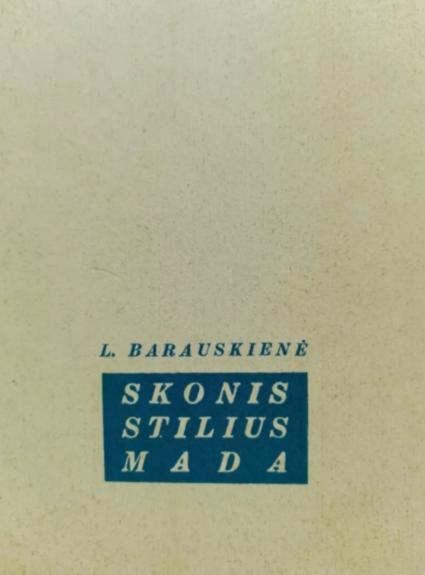 L. BARAUSKIENĖ
SKONIS
STILIUS
MADA